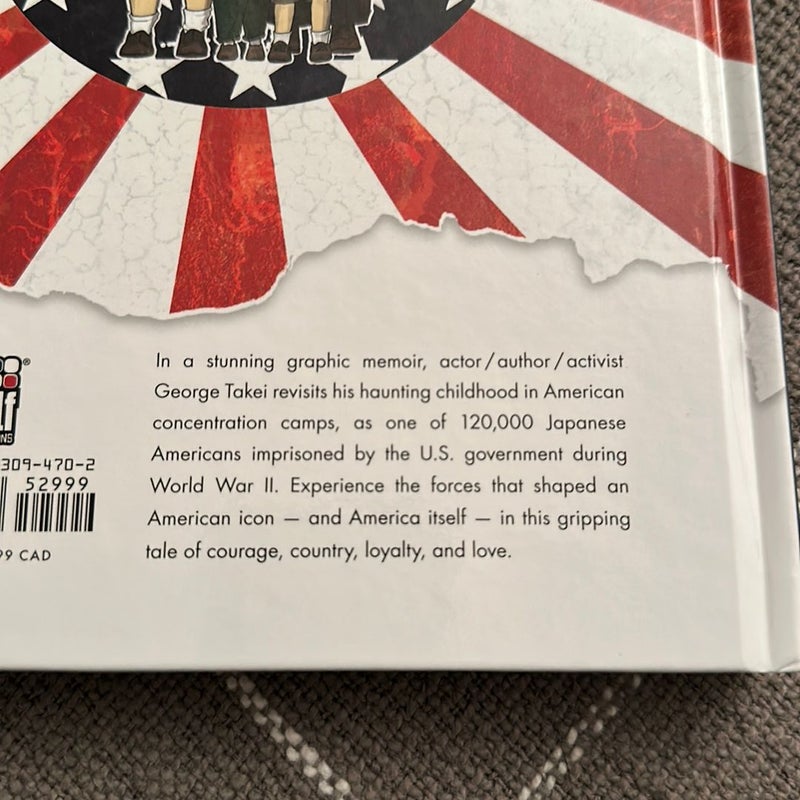 In a stunning graphic memoir, actor/author/activist
George Takei revisits his haunting childhood in American
concentration camps, as one of 120,000 Japanese
Americans imprisoned by the U.S. government during
World War II. Experience the forces that shaped an
American icon — and America itself — in this gripping
tale of courage, country, loyalty, and love.
®
lf
NS
309-470-2
52999
99 CAD